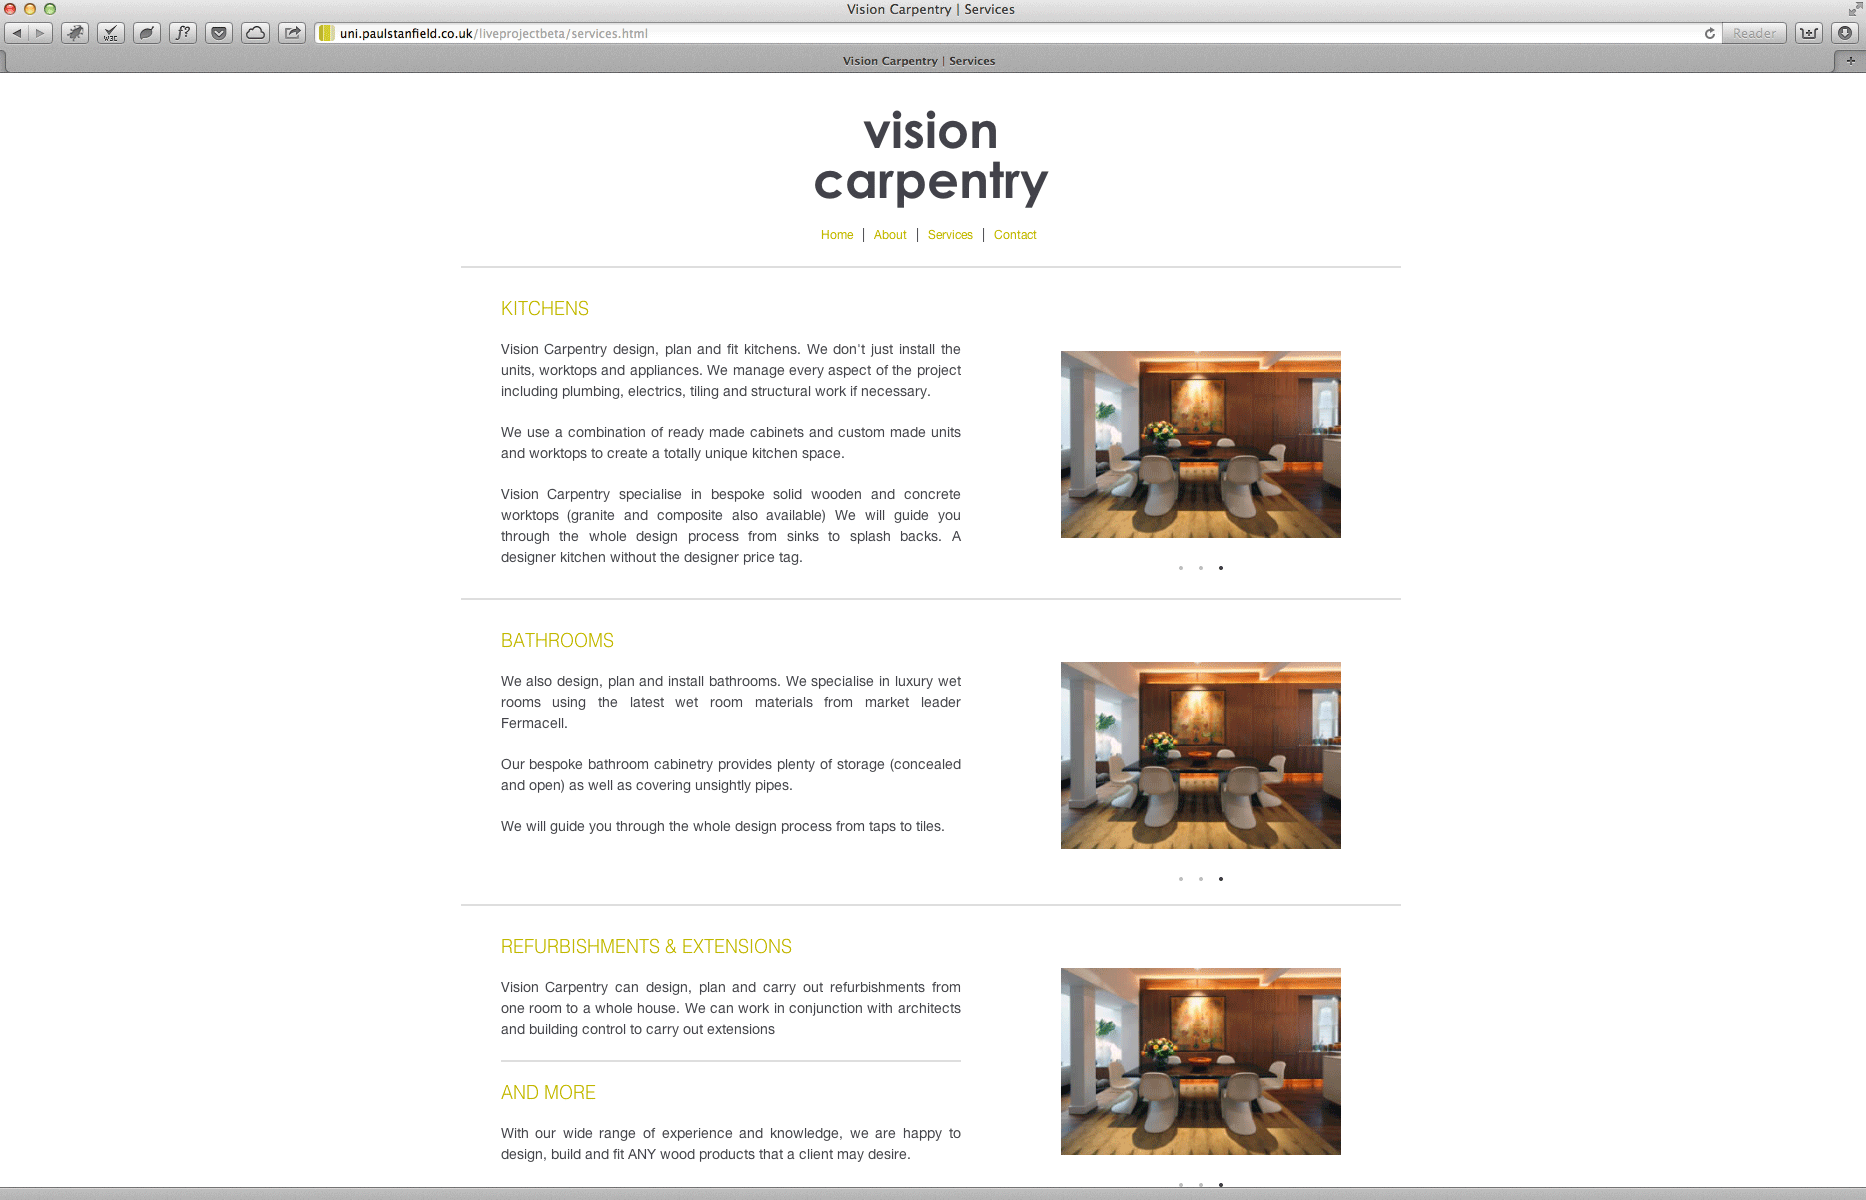 Vision Carpentry | Services
W3C
f?
uni.paulstanfield.co.uk/liveprojectbeta/services.html
Reader
Vision Carpentry | Services
vision
carpentry
Home | About | Services | Contact
KITCHENS
Vision Carpentry design, plan and fit kitchens. We don't just install the
units, worktops and appliances. We manage every aspect of the project
including plumbing, electrics, tiling and structural work if necessary.
We use a combination of ready made cabinets and custom made units
and worktops to create a totally unique kitchen space.
Vision Carpentry specialise in bespoke solid wooden and concrete
worktops (granite and composite also available) We will guide you
through the whole design process from sinks to splash backs. A
designer kitchen without the designer price tag.
BATHROOMS
We also design, plan and install bathrooms. We specialise in luxury wet
rooms using the latest wet room materials from market leader
Fermacell.
Our bespoke bathroom cabinetry provides plenty of storage (concealed
and open) as well as covering unsightly pipes.
We will guide you through the whole design process from taps to tiles.
REFURBISHMENTS & EXTENSIONS
Vision Carpentry can design, plan and carry out refurbishments from
one room to a whole house. We can work in conjunction with architects
and building control to carry out extensions
AND MORE
With our wide range of experience and knowledge, we are happy to
design, build and fit ANY wood products that a client may desire.